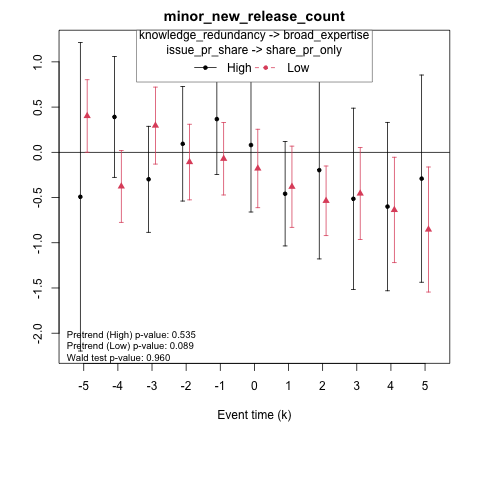 minor_new_release_count
knowledge_redundancy -> broad_expertise
issue_pr_share -> share_pr_only
High Low
1.0
0.5
0.0
-0.5
-1.0
-1.5
-2.0
Pretrend (High) p-value: 0.535
Pretrend (Low) p-value: 0.089
Wald test p-value: 0.960
-5 -4 -3 -2 -1 0 1 2 3 4 5
Event time (k)